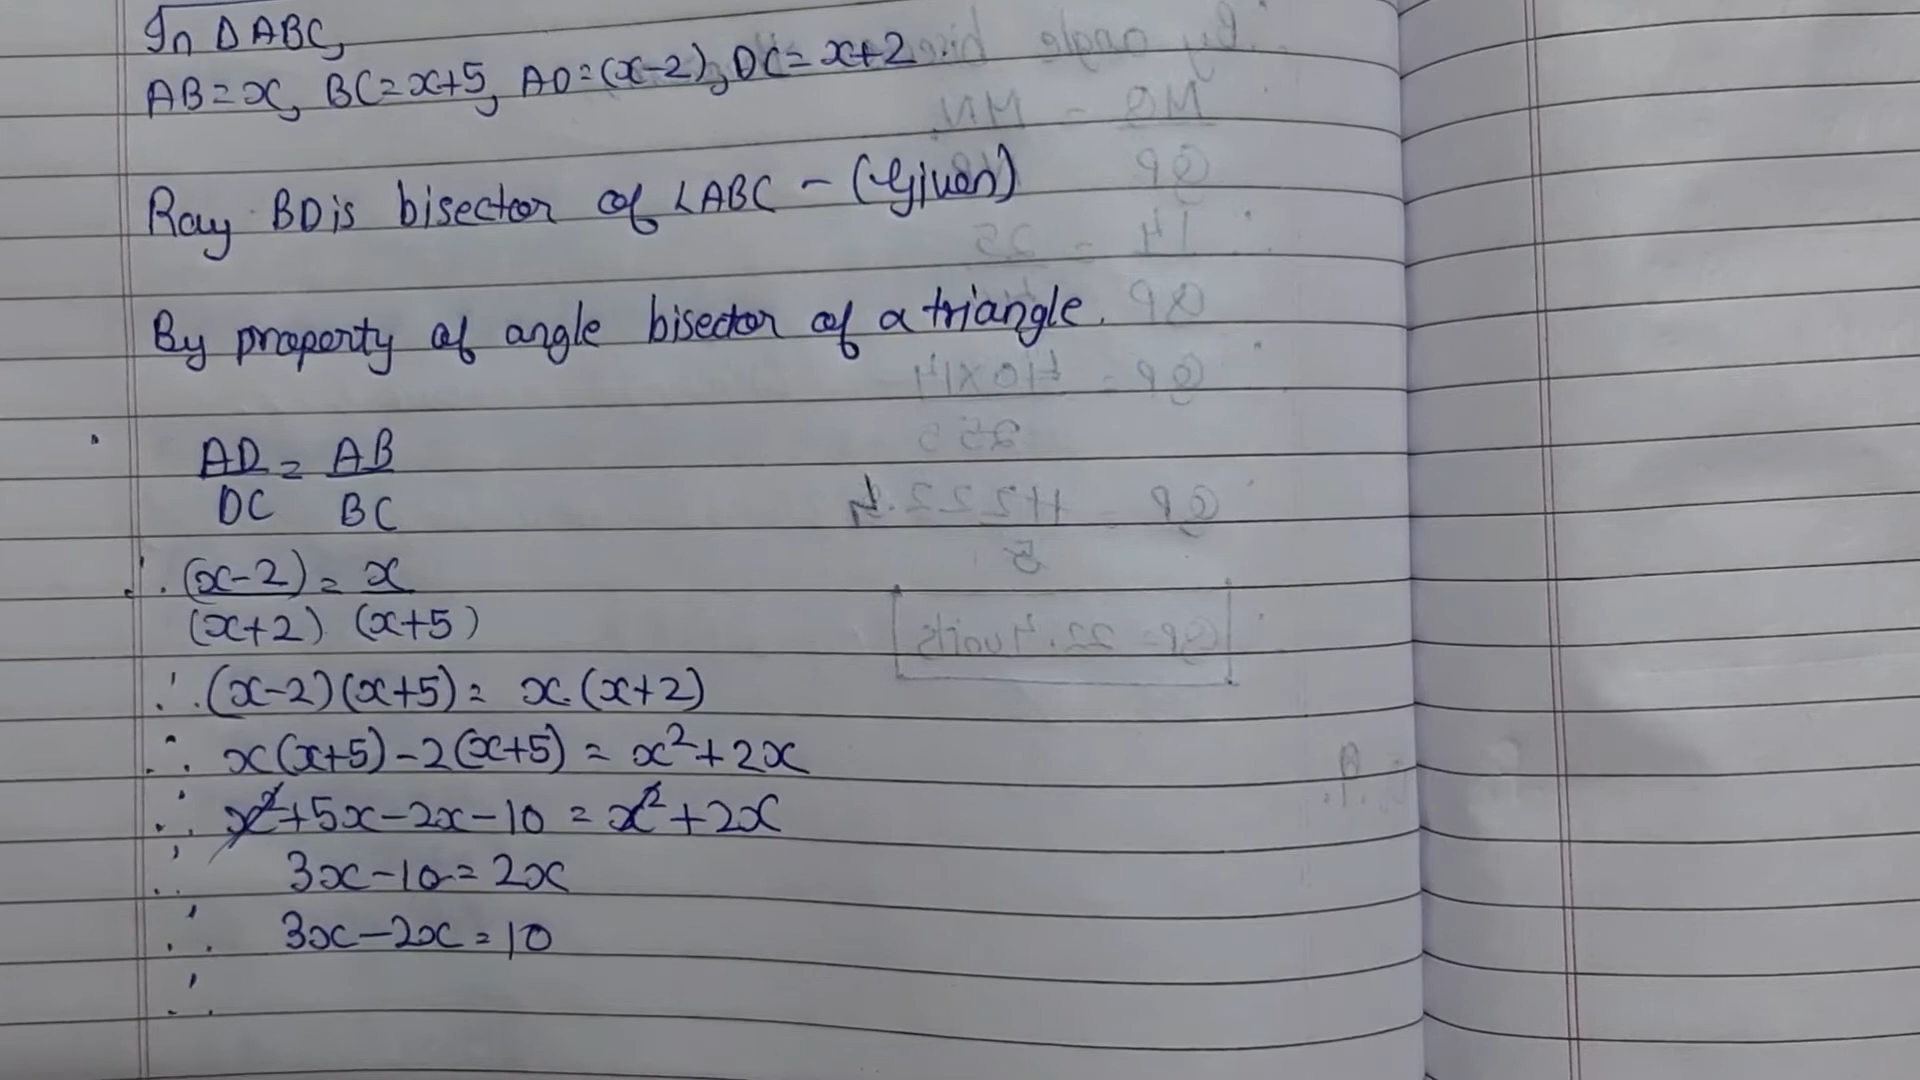 In ΔABC,
AB=x, BC=x+5, AD=(x-2), DC=x+2
Ray BD is bisector of ∠ABC - (Given)
By property of angle bisector of a triangle.
AD/DC = AB/BC
∴ (x-2)/(x+2) = x/(x+5)
∴ (x-2)(x+5) = x(x+2)
∴ x(x+5)-2(x+5) = x²+2x
∴ x²+5x-2x-10 = x²+2x
∴ 3x-10=2x
∴ 3x-2x=10
∴